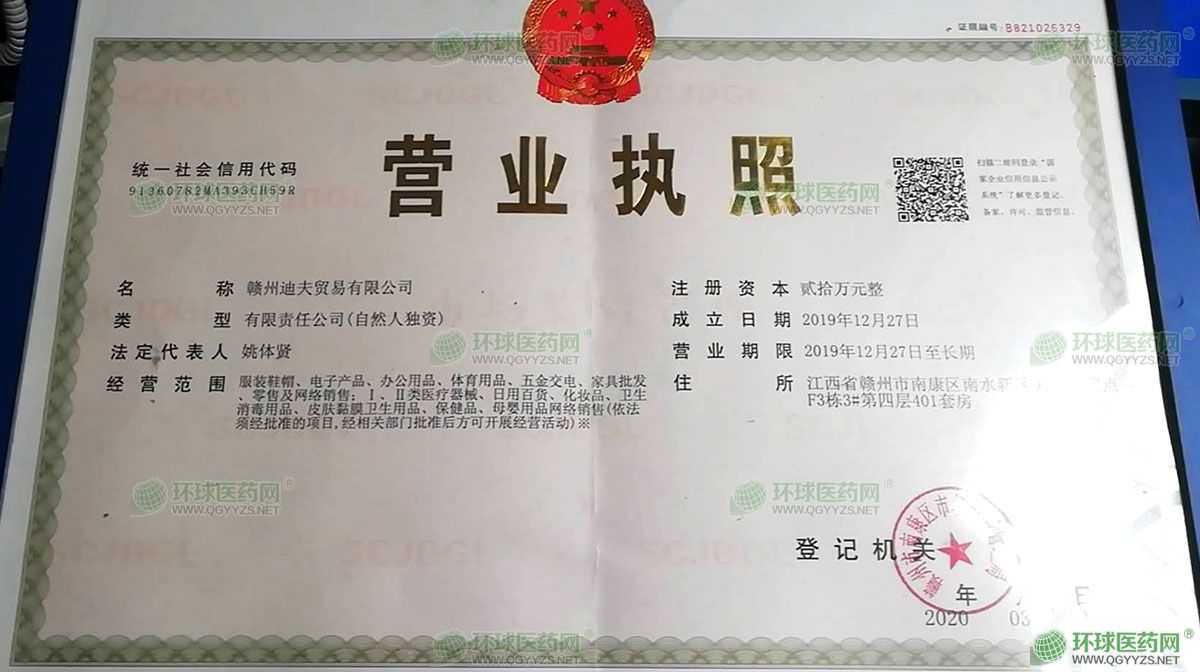 证照编号:B821026329
营业执照
统一社会信用代码
91360782MA393CH59R
扫描二维码登录“国
家企业信用信息公示
系统”了解更多登记、
备案、许可、监管信息。
名 称 赣州迪夫贸易有限公司
类 型 有限责任公司(自然人独资)
法定代表人 姚体贤
经营范围 服装鞋帽、电子产品、办公用品、体育用品、五金交电、家具批发
、零售及网络销售;Ⅰ、Ⅱ类医疗器械、日用百货、化妆品、卫生
消毒用品、皮肤黏膜卫生用品、保健品、母婴用品网络销售(依法
须经批准的项目,经相关部门批准后方可开展经营活动)※
注册资本 贰拾万元整
成立日期 2019年12月27日
营业期限 2019年12月27日至长期
住 所 江西省赣州市南康区南水新区
F3栋3#第四层401套房
登记机关
赣州市南康区市
年 月 日
2020 03
SCJDGL
环球医药网®
WWW.QGYYZS.NET